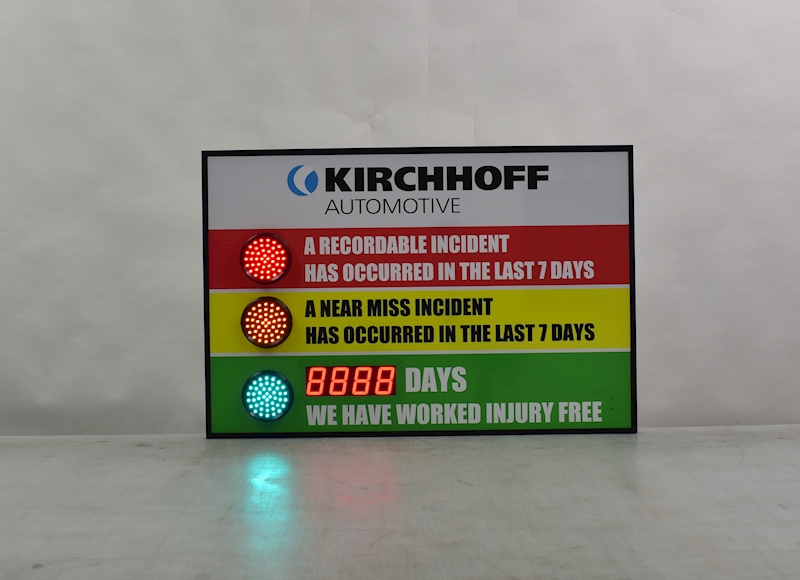 KIRCHHOFF
AUTOMOTIVE
A RECORDABLE INCIDENT
HAS OCCURRED IN THE LAST 7 DAYS
A NEAR MISS INCIDENT
HAS OCCURRED IN THE LAST 7 DAYS
8888 DAYS
WE HAVE WORKED INJURY FREE